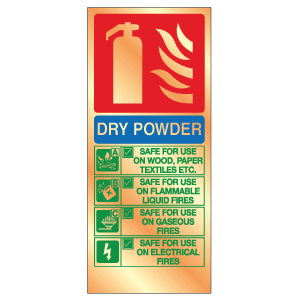 DRY POWDER
A
SAFE FOR USE
ON WOOD, PAPER
TEXTILES ETC.
B
SAFE FOR USE
ON FLAMMABLE
LIQUID FIRES
C
SAFE FOR USE
ON GASEOUS
FIRES
SAFE FOR USE
ON ELECTRICAL
FIRES